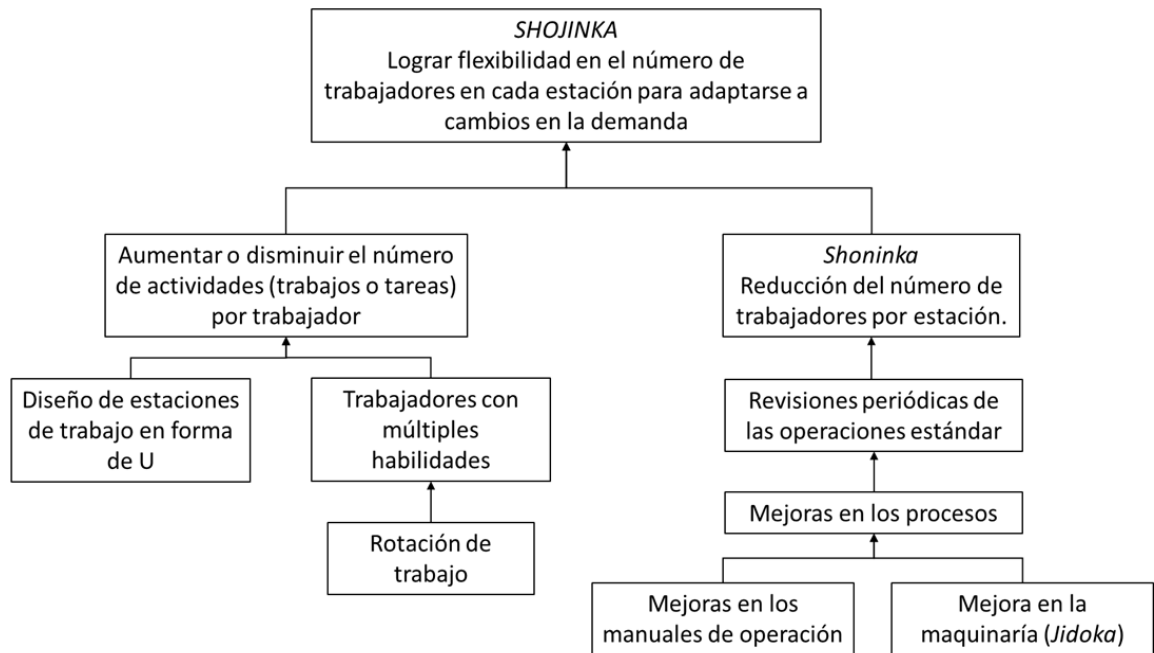 SHOJINKA
Lograr flexibilidad en el número de
trabajadores en cada estación para adaptarse a
cambios en la demanda
Aumentar o disminuir el número
de actividades (trabajos o tareas)
por trabajador
Shoninka
Reducción del número de
trabajadores por estación.
Diseño de estaciones
de trabajo en forma
de U
Trabajadores con
múltiples
habilidades
Revisiones periódicas de
las operaciones estándar
Mejoras en los procesos
Rotación de
trabajo
Mejoras en los
manuales de operación
Mejora en la
maquinaría (Jidoka)